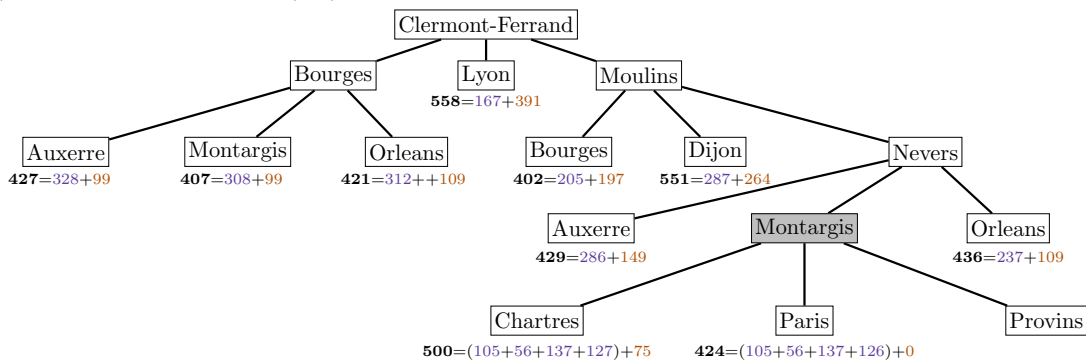 Clermont-Ferrand
Bourges Lyon Moulins
558=167+391
Auxerre Montargis Orleans Bourges Dijon Nevers
427=328+99 407=308+99 421=312++109 402=205+197 551=287+264
Auxerre Montargis Orleans
429=286+149 436=237+109
Chartres Paris Provins
500=(105+56+137+127)+75 424=(105+56+137+126)+0